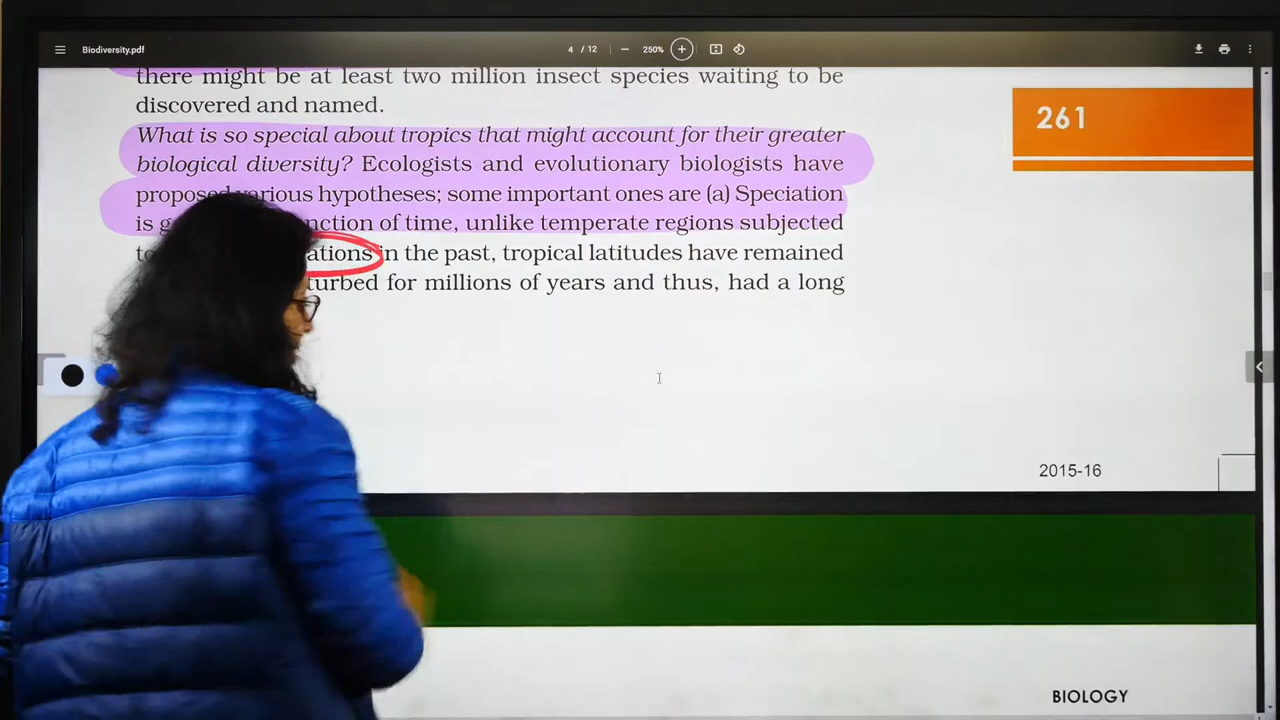 Biodiversity.pdf
4 / 12
250%
there might be at least two million insect species waiting to be
discovered and named.
What is so special about tropics that might account for their greater
biological diversity? Ecologists and evolutionary biologists have
proposed various hypotheses; some important ones are (a) Speciation
is nction of time, unlike temperate regions subjected
ations in the past, tropical latitudes have remained
turbed for millions of years and thus, had a long
261
2015-16
BIOLOGY